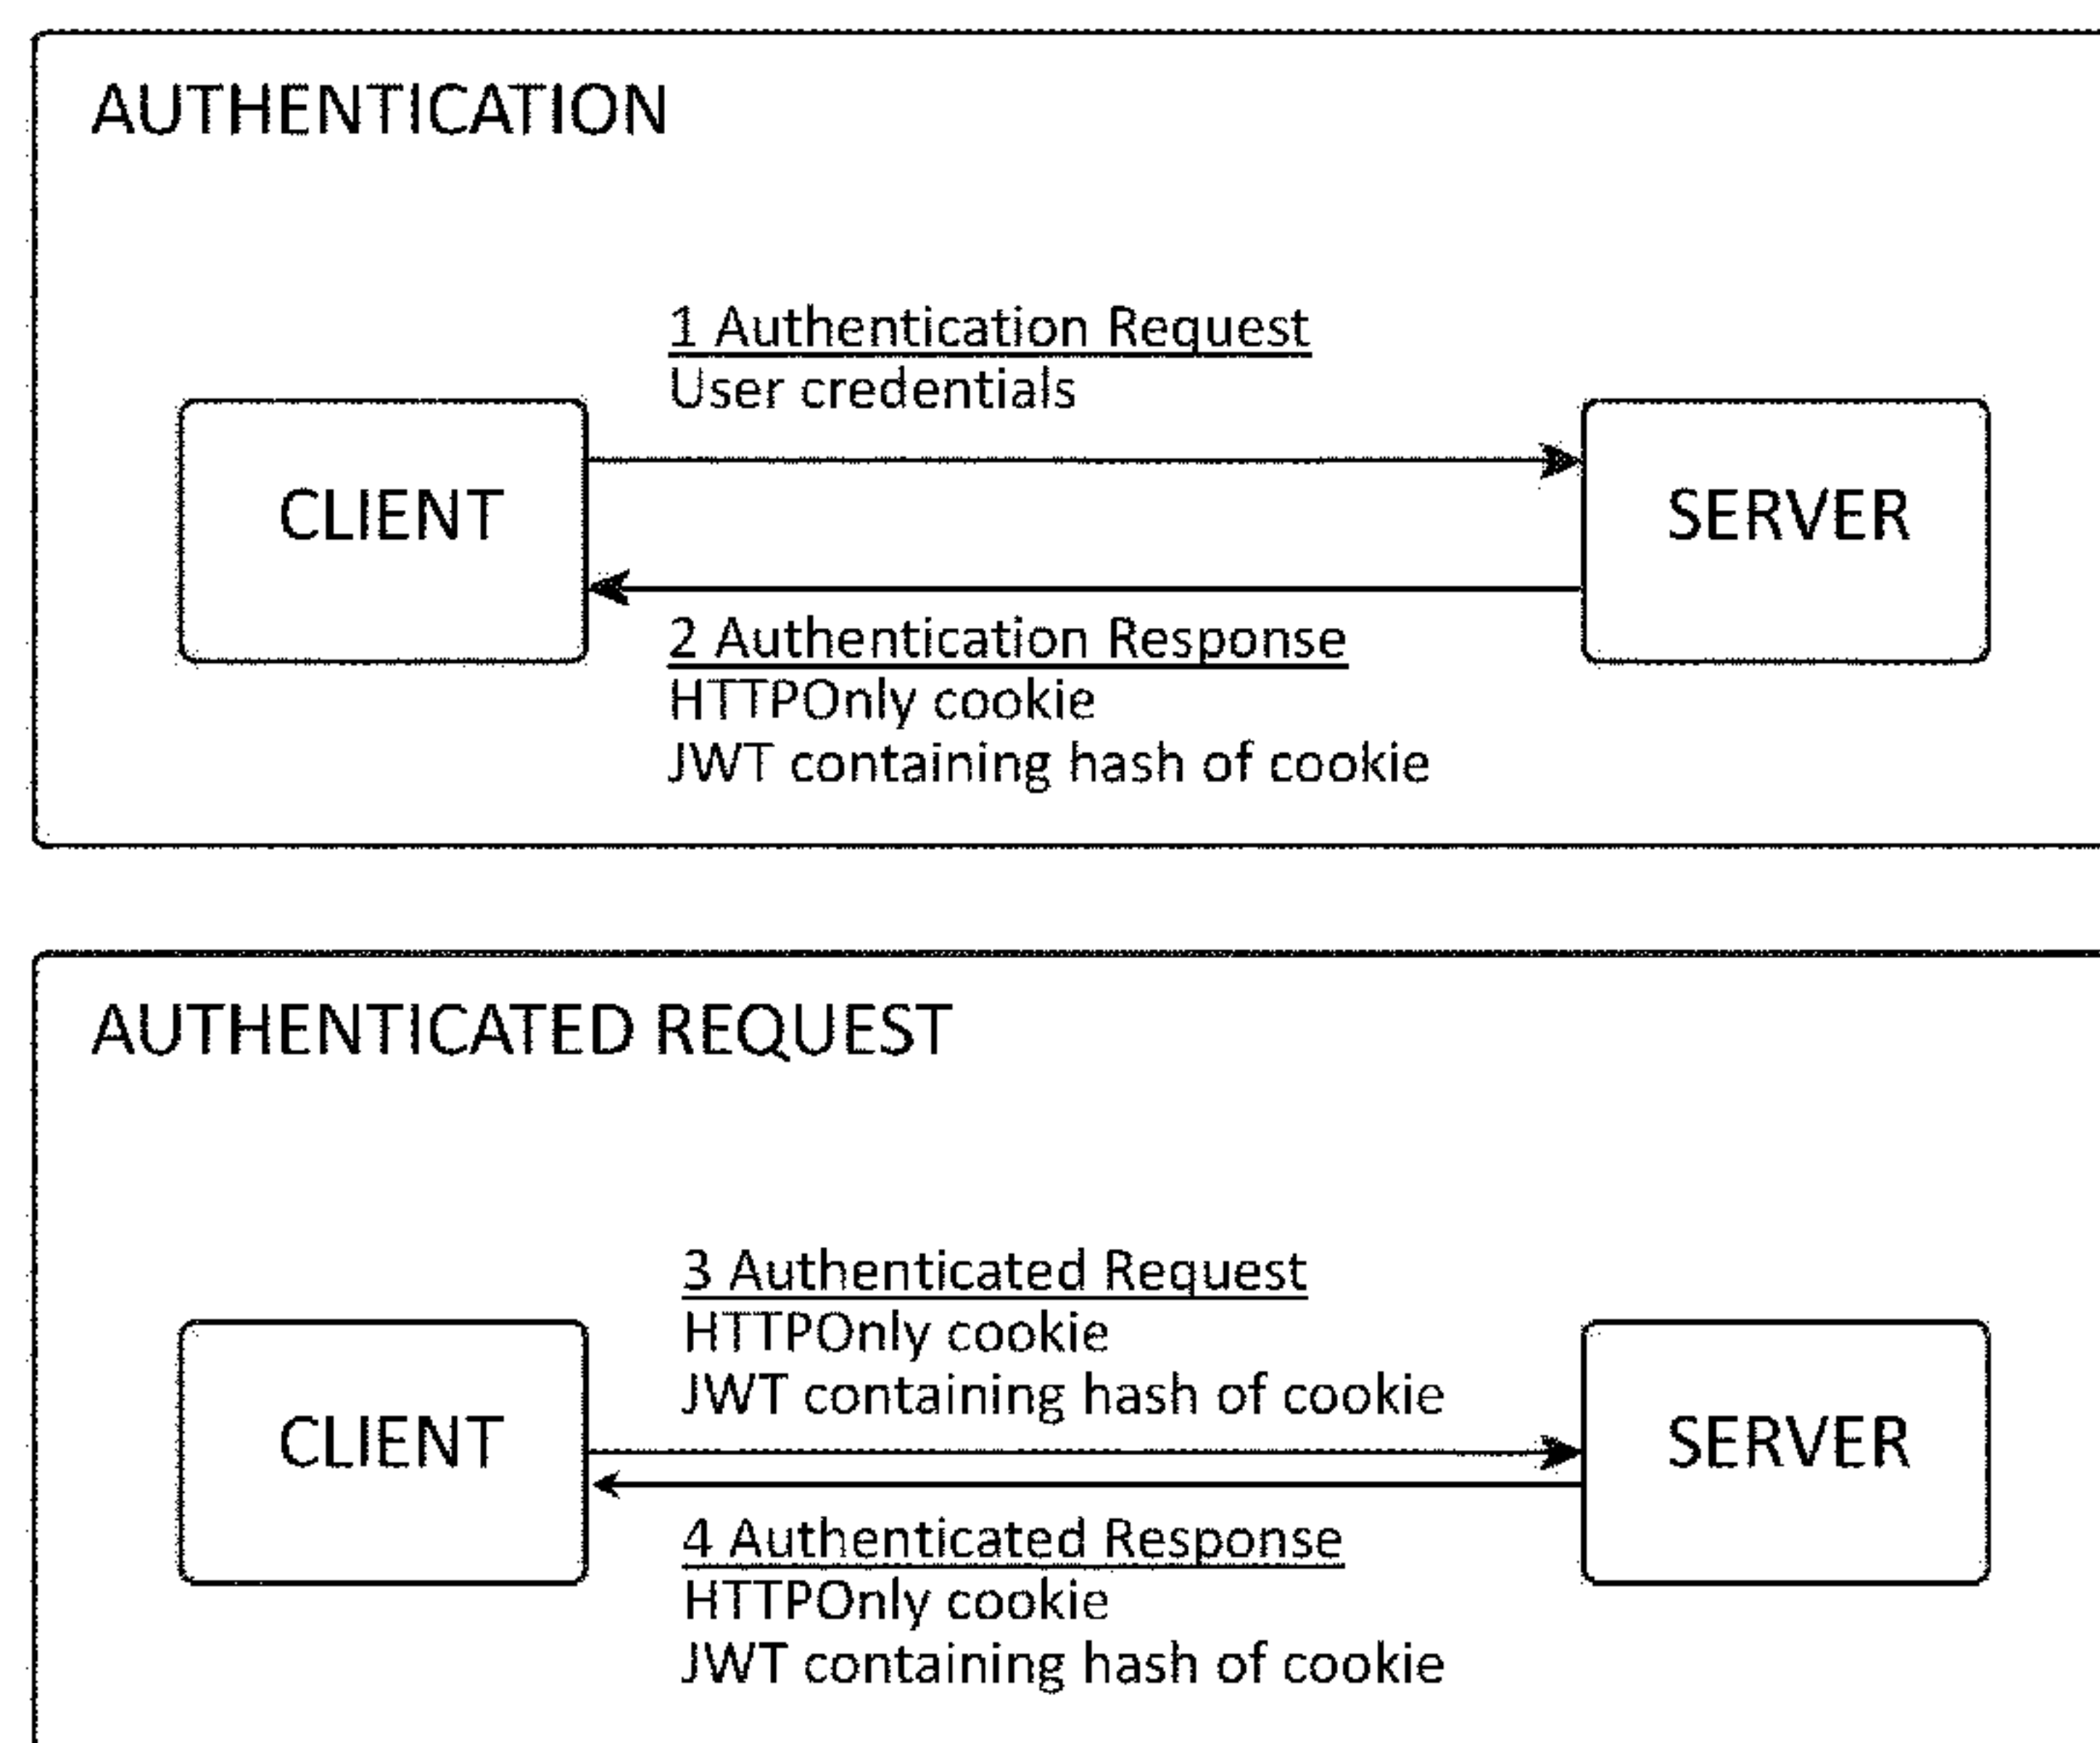 AUTHENTICATION
1 Authentication Request
User credentials
CLIENT
SERVER
2 Authentication Response
HTTPOnly cookie
JWT containing hash of cookie
AUTHENTICATED REQUEST
3 Authenticated Request
HTTPOnly cookie
JWT containing hash of cookie
CLIENT
SERVER
4 Authenticated Response
HTTPOnly cookie
JWT containing hash of cookie